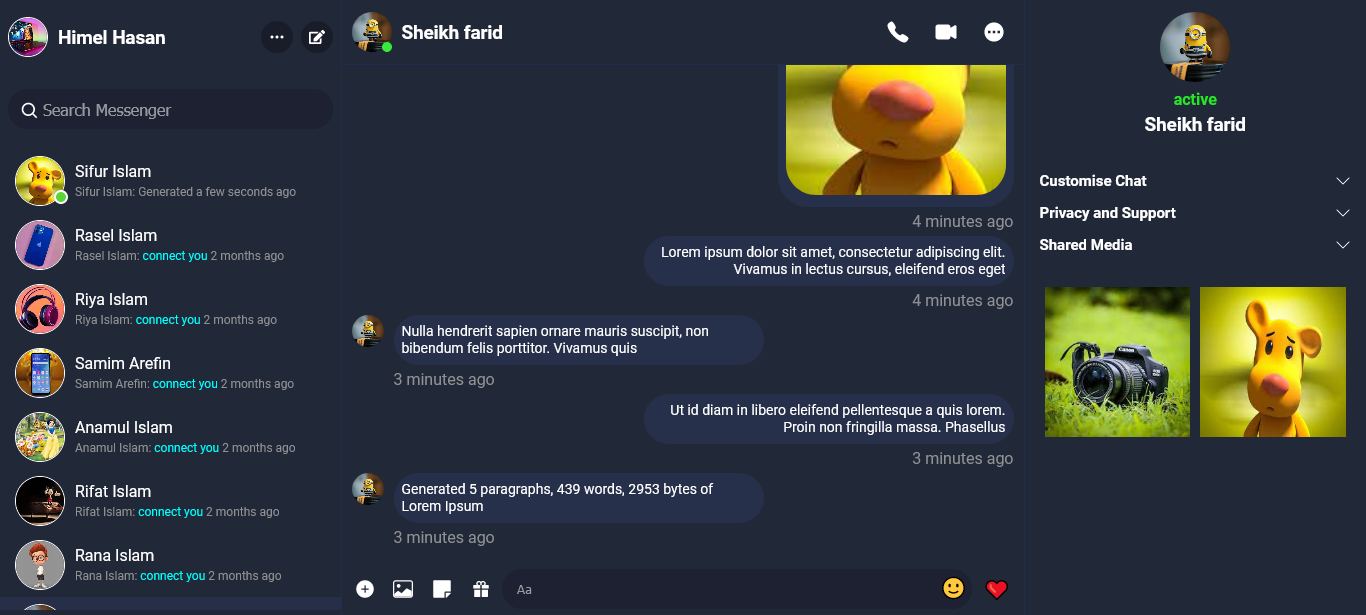 Himel Hasan
Search Messenger
Sifur Islam
Sifur Islam: Generated a few seconds ago
Rasel Islam
Rasel Islam: connect you 2 months ago
Riya Islam
Riya Islam: connect you 2 months ago
Samim Arefin
Samim Arefin: connect you 2 months ago
Anamul Islam
Anamul Islam: connect you 2 months ago
Rifat Islam
Rifat Islam: connect you 2 months ago
Rana Islam
Rana Islam: connect you 2 months ago
Sheikh farid
4 minutes ago
Lorem ipsum dolor sit amet, consectetur adipiscing elit.
Vivamus in lectus cursus, eleifend eros eget
4 minutes ago
Nulla hendrerit sapien ornare mauris suscipit, non
bibendum felis porttitor. Vivamus quis
3 minutes ago
Ut id diam in libero eleifend pellentesque a quis lorem.
Proin non fringilla massa. Phasellus
3 minutes ago
Generated 5 paragraphs, 439 words, 2953 bytes of
Lorem Ipsum
3 minutes ago
Aa
active
Sheikh farid
Customise Chat
Privacy and Support
Shared Media
Canon